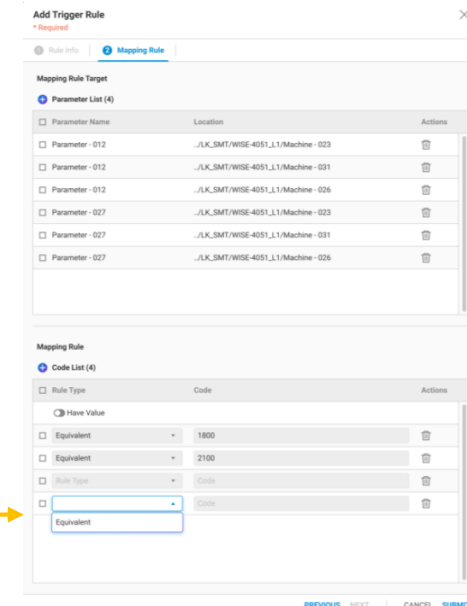 Add Trigger Rule
* Required
1 Rule Info 2 Mapping Rule
Mapping Rule Target
Parameter List (4)
Parameter Name Location Actions
Parameter - 012 ../LK_SMT/WISE-4051_L1/Machine - 023
Parameter - 012 ../LK_SMT/WISE-4051_L1/Machine - 031
Parameter - 012 ../LK_SMT/WISE-4051_L1/Machine - 026
Parameter - 027 ../LK_SMT/WISE-4051_L1/Machine - 023
Parameter - 027 ../LK_SMT/WISE-4051_L1/Machine - 031
Parameter - 027 ../LK_SMT/WISE-4051_L1/Machine - 026
Mapping Rule
Code List (4)
Rule Type Code Actions
Have Value
Equivalent 1800
Equivalent 2100
Rule Type Code
Code
Equivalent
PREVIOUS NEXT CANCEL SUBMIT